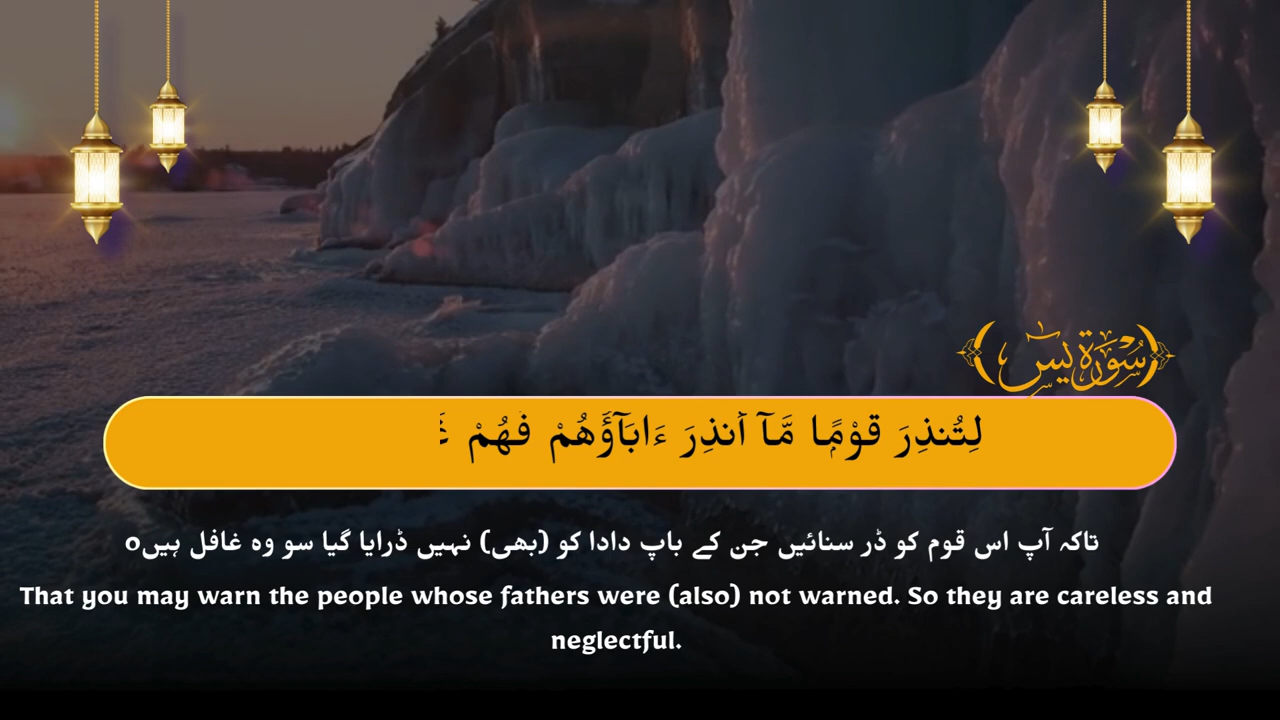 سُوْرَةُ يٰسٓ
لِتُنذِرَ قَوْمًا مَّآ أُنذِرَ ءَابَآؤُهُمْ فَهُمْ
تاکہ آپ اس قوم کو ڈر سنائیں جن کے باپ دادا کو (بھی) نہیں ڈرایا گیا سو وہ غافل ہیںo
That you may warn the people whose fathers were (also) not warned. So they are careless and
neglectful.